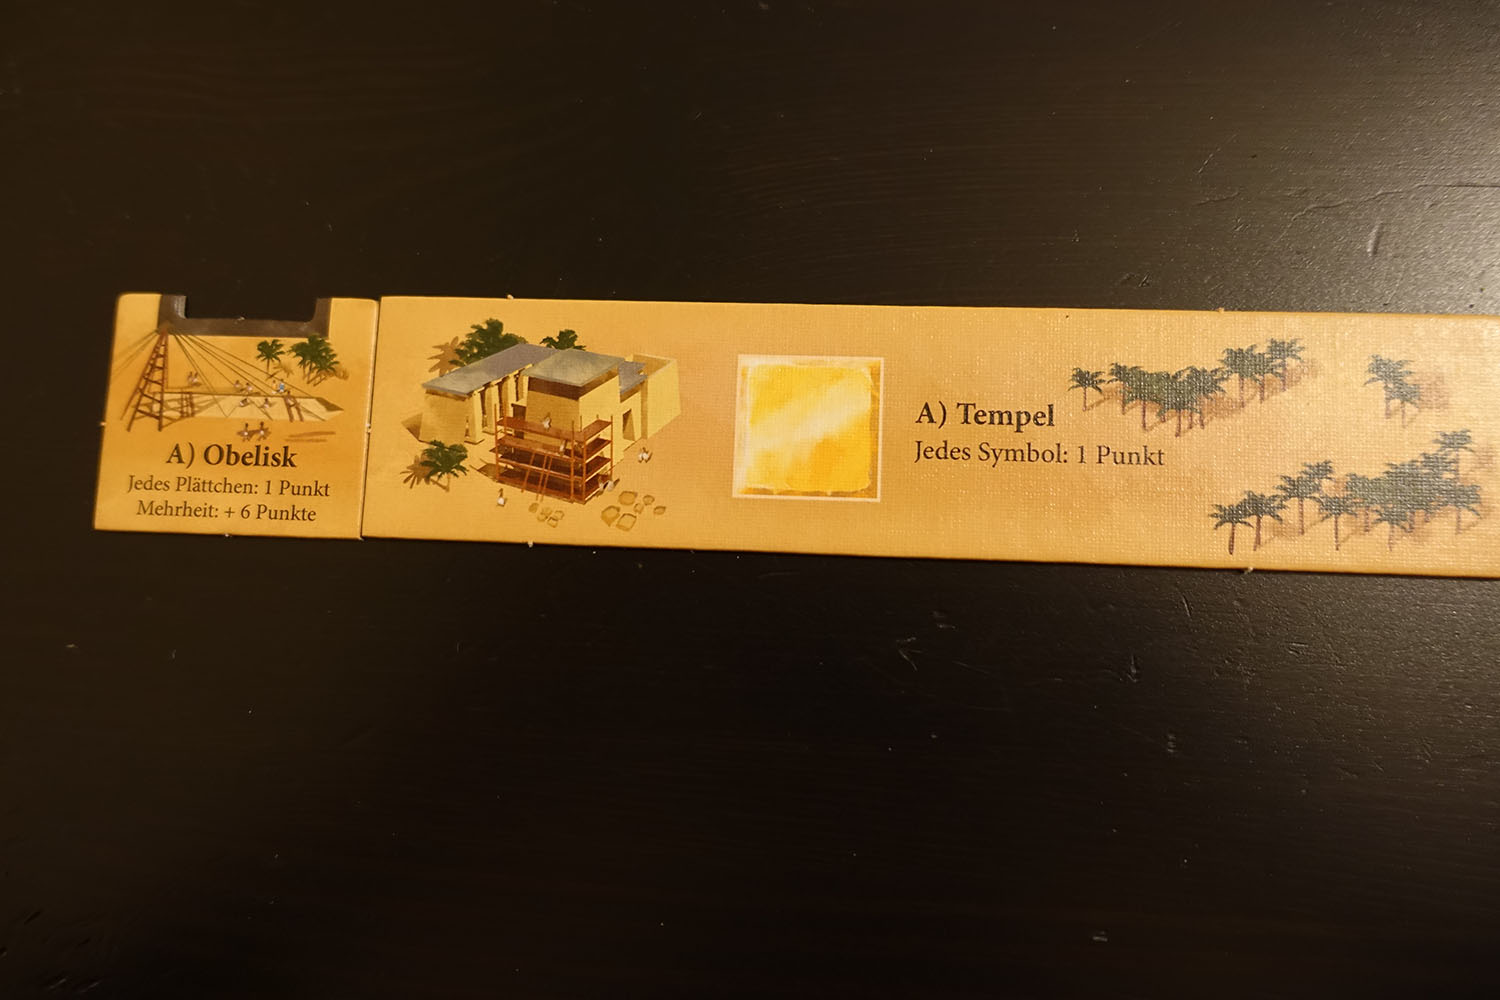 A) Obelisk
Jedes Plättchen: 1 Punkt
Mehrheit: + 6 Punkte
A) Tempel
Jedes Symbol: 1 Punkt